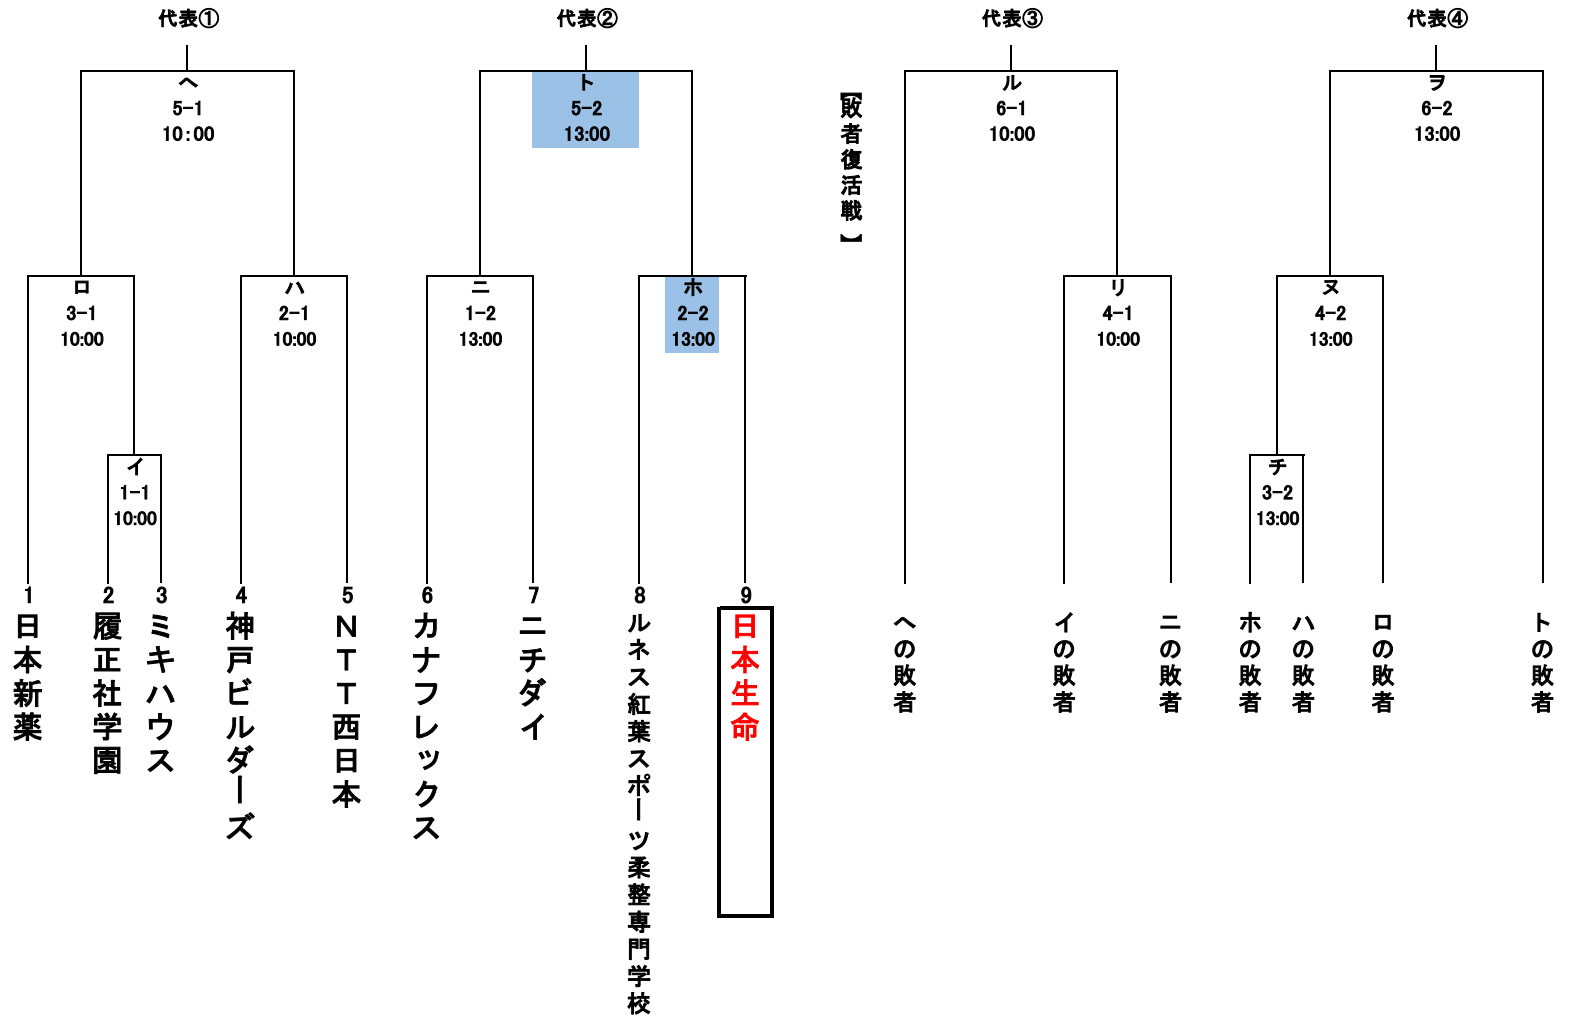 代表①
代表②
代表③
代表④
ヘ
5-1
10:00
ト
5-2
13:00
【敗者復活戦】
ル
6-1
10:00
ヲ
6-2
13:00
ロ
3-1
10:00
ハ
2-1
10:00
ニ
1-2
13:00
ホ
2-2
13:00
リ
4-1
10:00
ヌ
4-2
13:00
イ
1-1
10:00
チ
3-2
13:00
1
日本新薬
2
履正社学園
3
ミキハウス
4
神戸ビルダーズ
5
NTT西日本
6
カナフレックス
7
ニチダイ
8
ルネス紅葉スポーツ柔整専門学校
9
日本生命
ヘの敗者
イの敗者
ニの敗者
ホの敗者
ハの敗者
ロの敗者
トの敗者